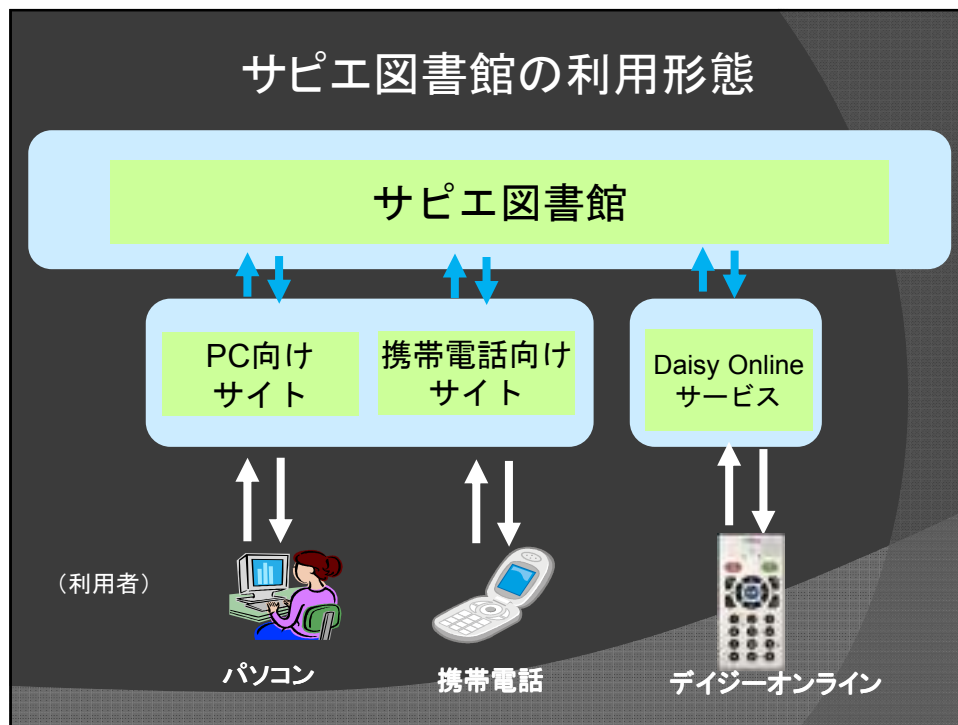 サピエ図書館の利用形態
サピエ図書館
PC向け
サイト
携帯電話向け
サイト
Daisy Online
サービス
（利用者）
パソコン
携帯電話
デイジーオンライン